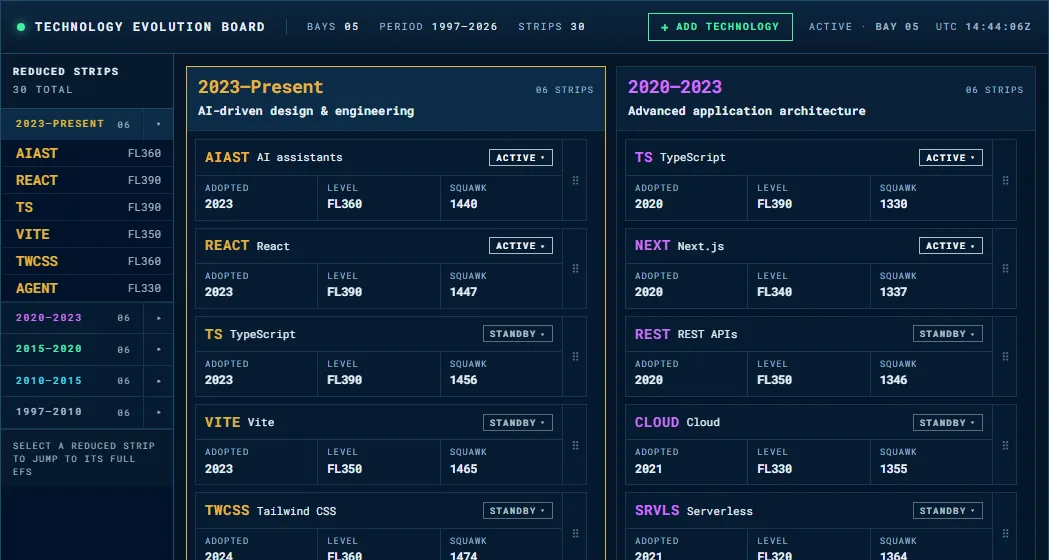 TECHNOLOGY EVOLUTION BOARD BAYS 05 PERIOD 1997–2026 STRIPS 30 + ADD TECHNOLOGY ACTIVE · BAY 05 UTC 14:44:06Z
REDUCED STRIPS
30 TOTAL
2023–PRESENT 06
AIAST FL360
REACT FL390
TS FL390
VITE FL350
TWCSS FL360
AGENT FL330
2020–2023 06
2015–2020 06
2010–2015 06
1997–2010 06
SELECT A REDUCED STRIP
TO JUMP TO ITS FULL
EFS
2023–Present 06 STRIPS
AI-driven design & engineering
AIAST AI assistants ACTIVE
ADOPTED LEVEL SQUAWK
2023 FL360 1440
REACT React ACTIVE
ADOPTED LEVEL SQUAWK
2023 FL390 1447
TS TypeScript STANDBY
ADOPTED LEVEL SQUAWK
2023 FL390 1456
VITE Vite STANDBY
ADOPTED LEVEL SQUAWK
2023 FL350 1465
TWCSS Tailwind CSS STANDBY
ADOPTED LEVEL SQUAWK
2024 FL360 1474
2020–2023 06 STRIPS
Advanced application architecture
TS TypeScript ACTIVE
ADOPTED LEVEL SQUAWK
2020 FL390 1330
NEXT Next.js ACTIVE
ADOPTED LEVEL SQUAWK
2020 FL340 1337
REST REST APIs STANDBY
ADOPTED LEVEL SQUAWK
2020 FL350 1346
CLOUD Cloud STANDBY
ADOPTED LEVEL SQUAWK
2021 FL330 1355
SRVLS Serverless STANDBY
ADOPTED LEVEL SQUAWK
2021 FL320 1364